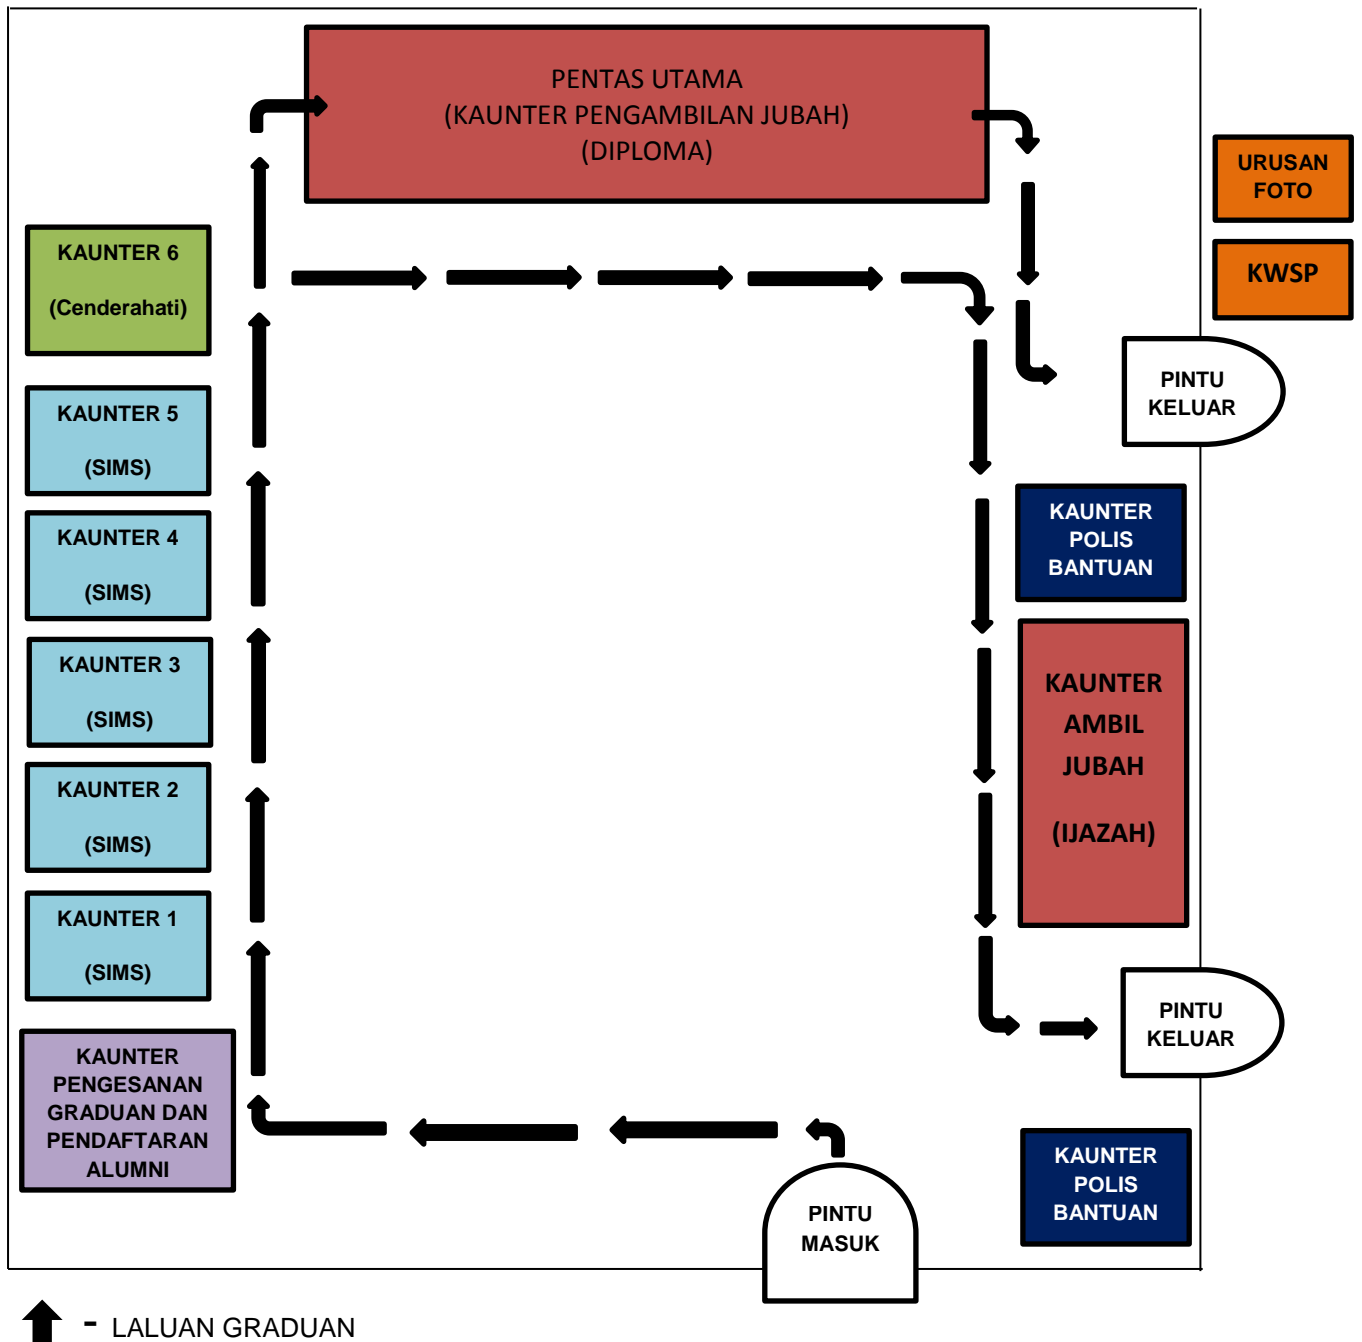 PENTAS UTAMA
(KAUNTER PENGAMBILAN JUBAH)
(DIPLOMA)
URUSAN
FOTO
KWSP
KAUNTER 6
(Cenderahati)
KAUNTER 5
(SIMS)
KAUNTER 4
(SIMS)
KAUNTER 3
(SIMS)
KAUNTER 2
(SIMS)
KAUNTER 1
(SIMS)
KAUNTER
PENGESANAN
GRADUAN DAN
PENDAFTARAN
ALUMNI
PINTU
KELUAR
KAUNTER
POLIS
BANTUAN
KAUNTER
AMBIL
JUBAH
(IJAZAH)
PINTU
KELUAR
KAUNTER
POLIS
BANTUAN
PINTU
MASUK
- LALUAN GRADUAN